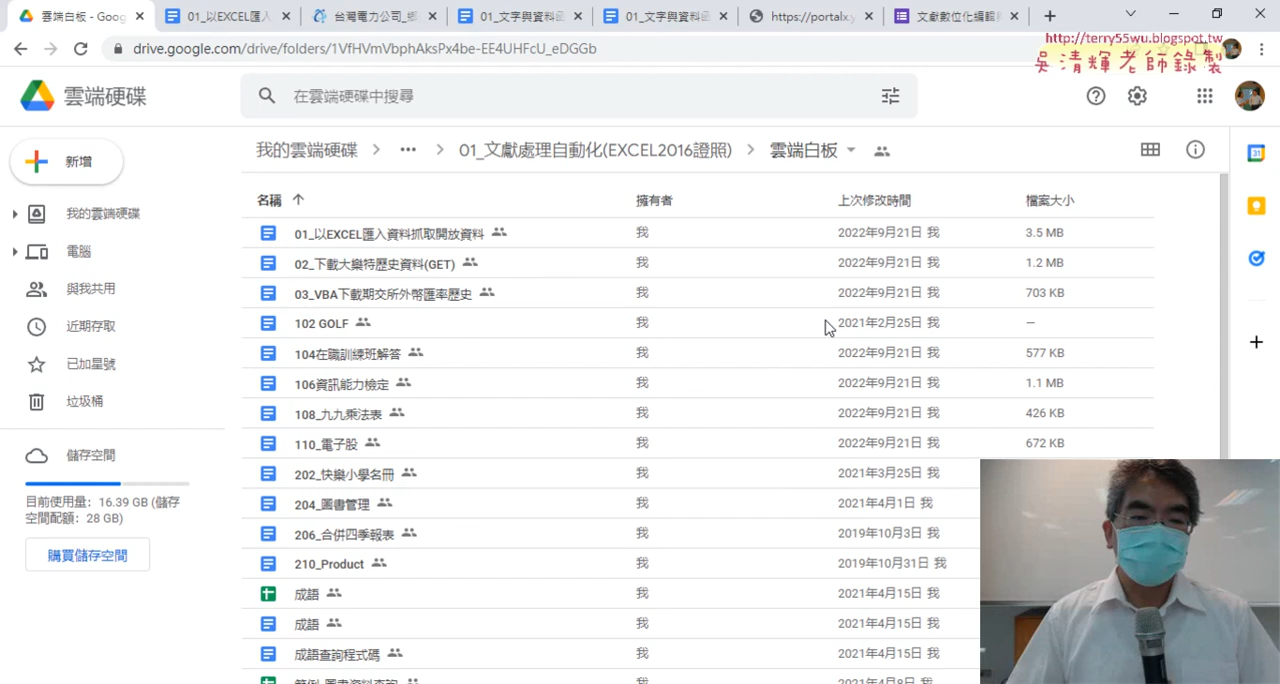 雲端白板 - Goog
01_以EXCEL匯入
台灣電力公司_
01_文字與資料
01_文字與資料
https://portalx.y
文獻數位化編輯
drive.google.com/drive/folders/1VfHVmVbphAksPx4be-EE4UHFcU_eDGGb
http://terry55wu.blogspot.tw
吳清輝老師錄製
雲端硬碟
在雲端硬碟中搜尋
新增
我的雲端硬碟
電腦
與我共用
近期存取
已加星號
垃圾桶
儲存空間
目前使用量：16.39 GB (儲存
空間配額：28 GB)
購買儲存空間
我的雲端硬碟 > ... > 01_文獻處理自動化(EXCEL2016證照) > 雲端白板
名稱 擁有者 上次修改時間 檔案大小
01_以EXCEL匯入資料抓取開放資料 我 2022年9月21日 我 3.5 MB
02_下載大樂特歷史資料(GET) 我 2022年9月21日 我 1.2 MB
03_VBA下載期交所外幣匯率歷史 我 2022年9月21日 我 703 KB
102 GOLF 我 2021年2月25日 我 —
104在職訓練班解答 我 2022年9月21日 我 577 KB
106資訊能力檢定 我 2022年9月21日 我 1.1 MB
108_九九乘法表 我 2022年9月21日 我 426 KB
110_電子股 我 2022年9月21日 我 672 KB
202_快樂小學名冊 我 2021年3月25日 我
204_圖書管理 我 2021年4月1日 我
206_合併四季報表 我 2019年10月3日 我
210_Product 我 2019年10月31日 我
成語 我 2021年4月15日 我
成語 我 2021年4月15日 我
成語查詢程式碼 我 2021年4月15日 我
範例_圖書資料查詢 我 2021年4月8日 我
31